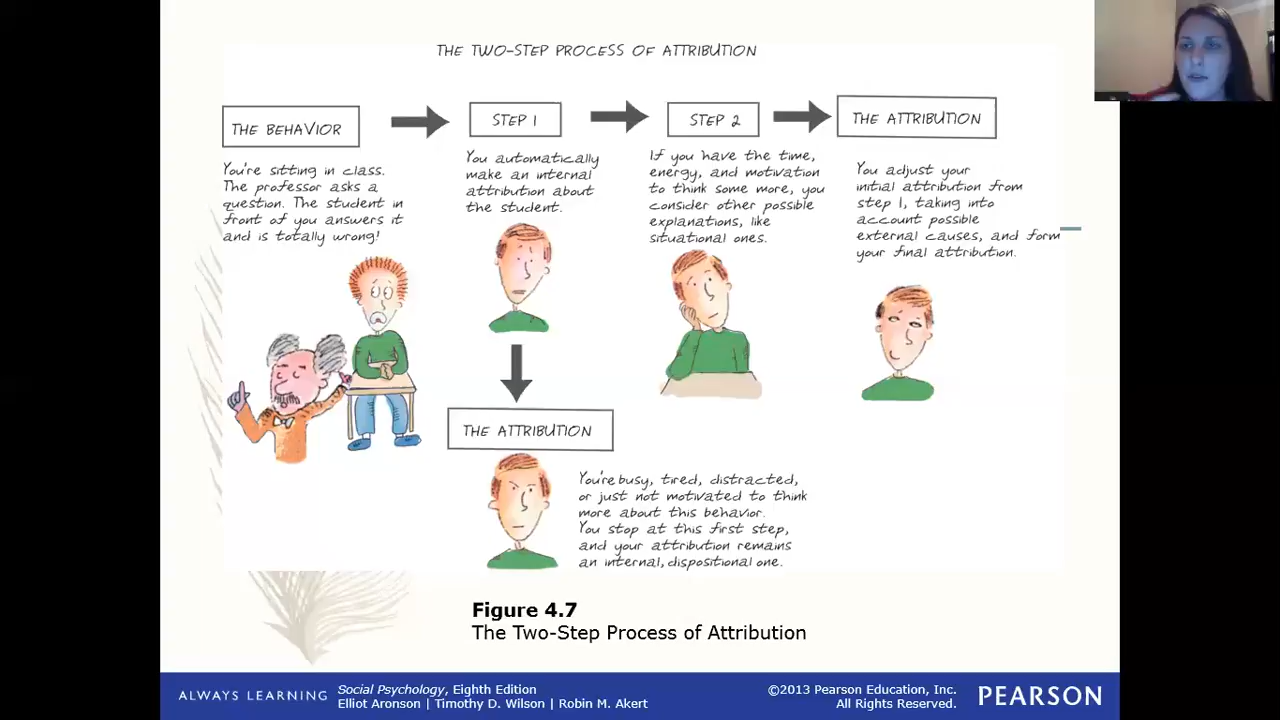 THE TWO-STEP PROCESS OF ATTRIBUTION
THE BEHAVIOR
You're sitting in class.
The professor asks a
question. The student in
front of you answers it
and is totally wrong!
STEP 1
You automatically
make an internal
attribution about
the student.
STEP 2
If you have the time,
energy, and motivation
to think some more, you
consider other possible
explanations, like
situational ones.
THE ATTRIBUTION
You adjust your
initial attribution from
step 1, taking into
account possible
external causes, and form
your final attribution.
THE ATTRIBUTION
You're busy, tired, distracted,
or just not motivated to think
more about this behavior.
You stop at this first step,
and your attribution remains
an internal, dispositional one.
Figure 4.7
The Two-Step Process of Attribution
ALWAYS LEARNING
Social Psychology, Eighth Edition
Elliot Aronson | Timothy D. Wilson | Robin M. Akert
©2013 Pearson Education, Inc.
All Rights Reserved.
PEARSON